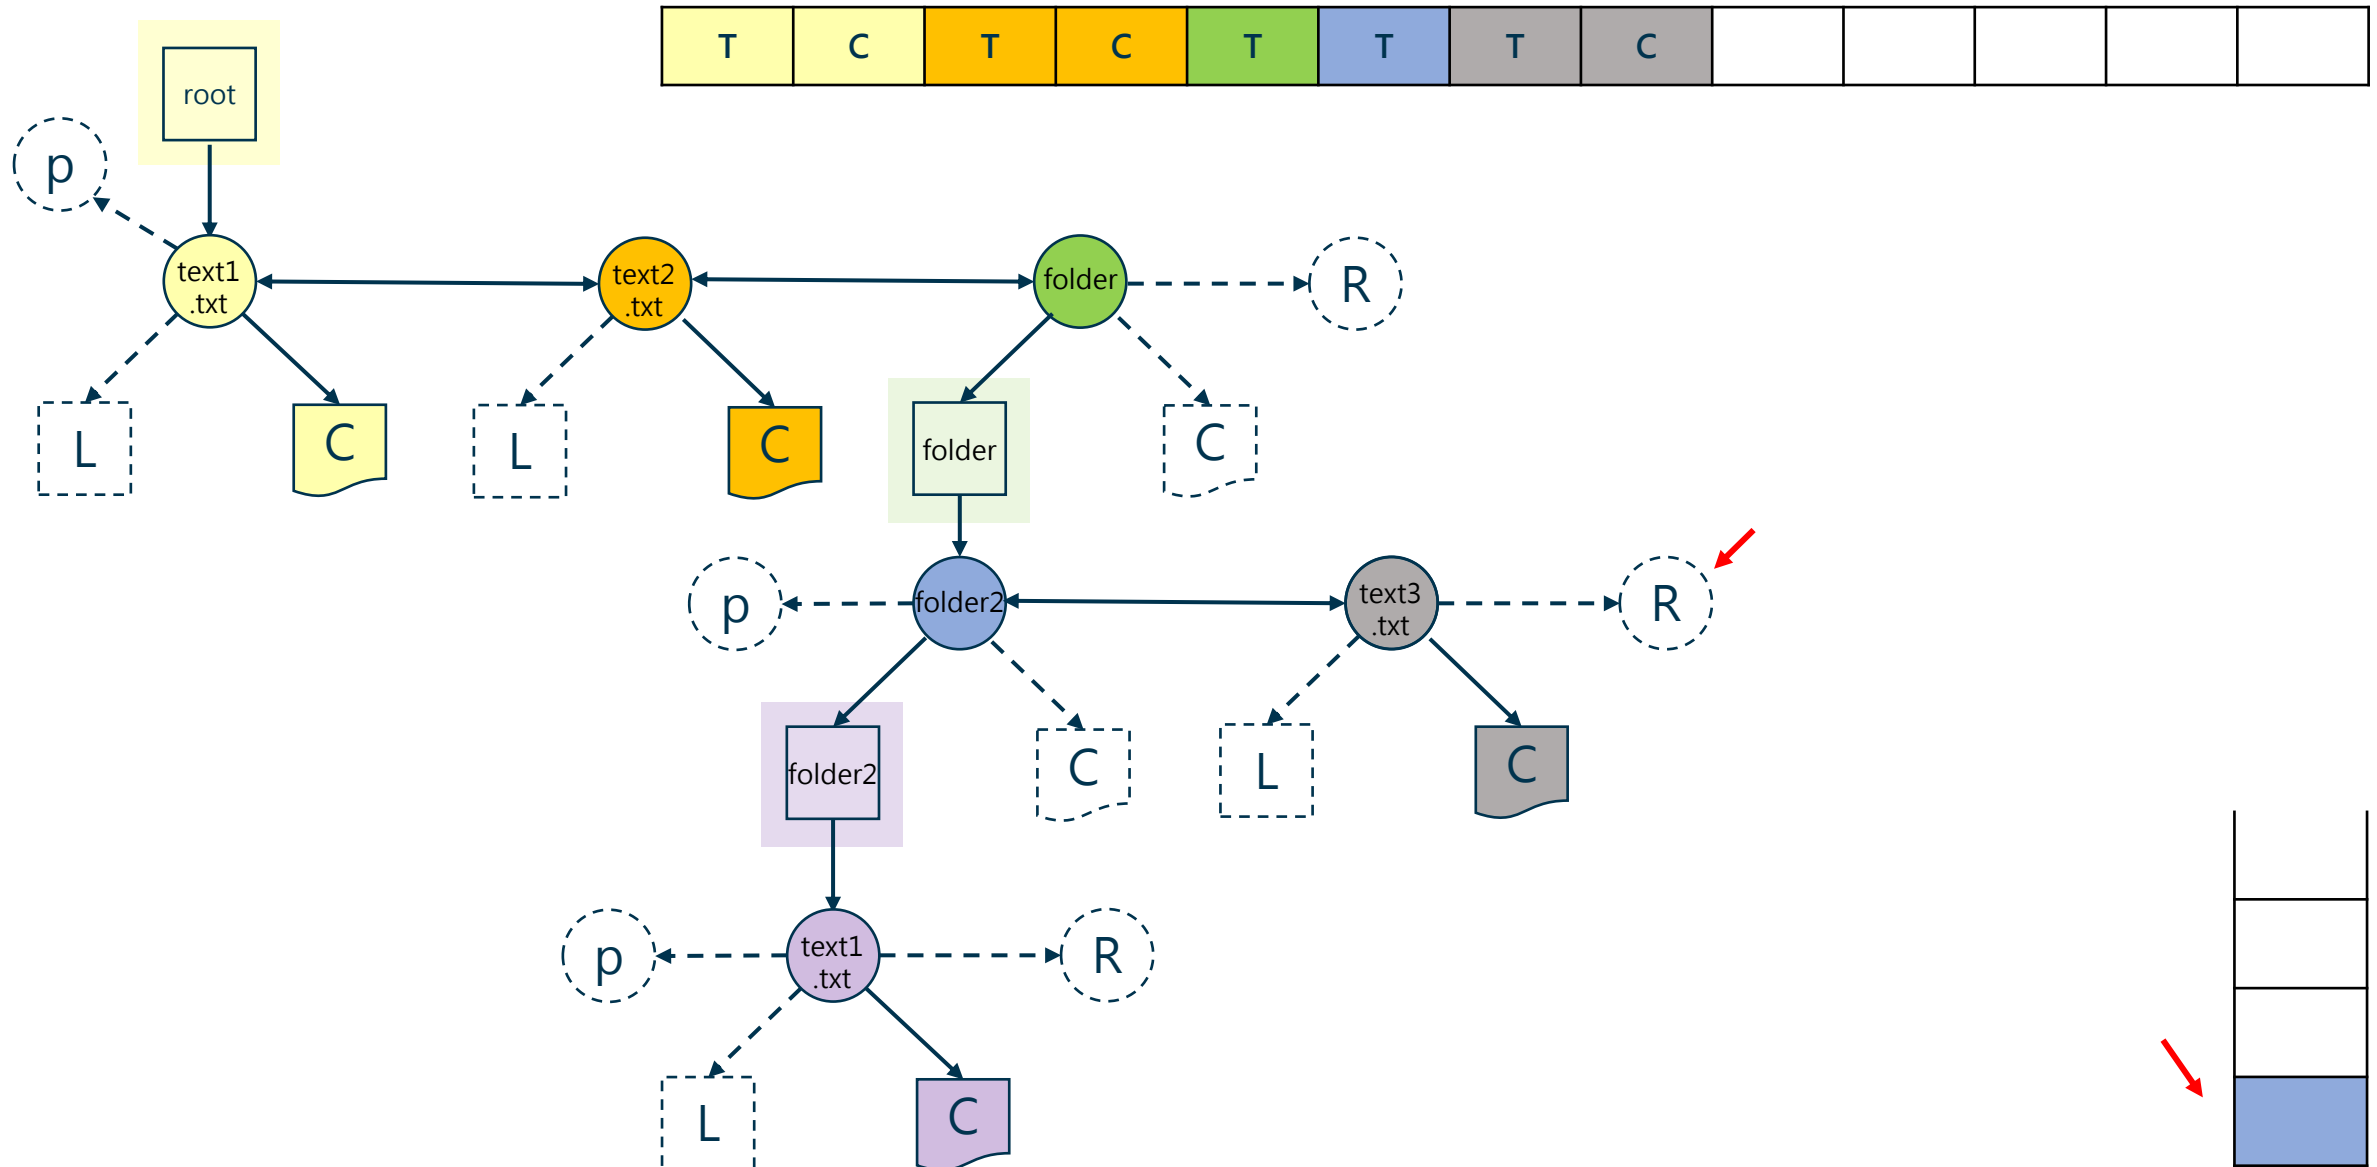 T C T C T T T C
root
p
text1
.txt
text2
.txt
folder
R
L
C
L
C
folder
C
p
folder2
text3
.txt
R
folder2
C
L
C
p
text1
.txt
R
L
C